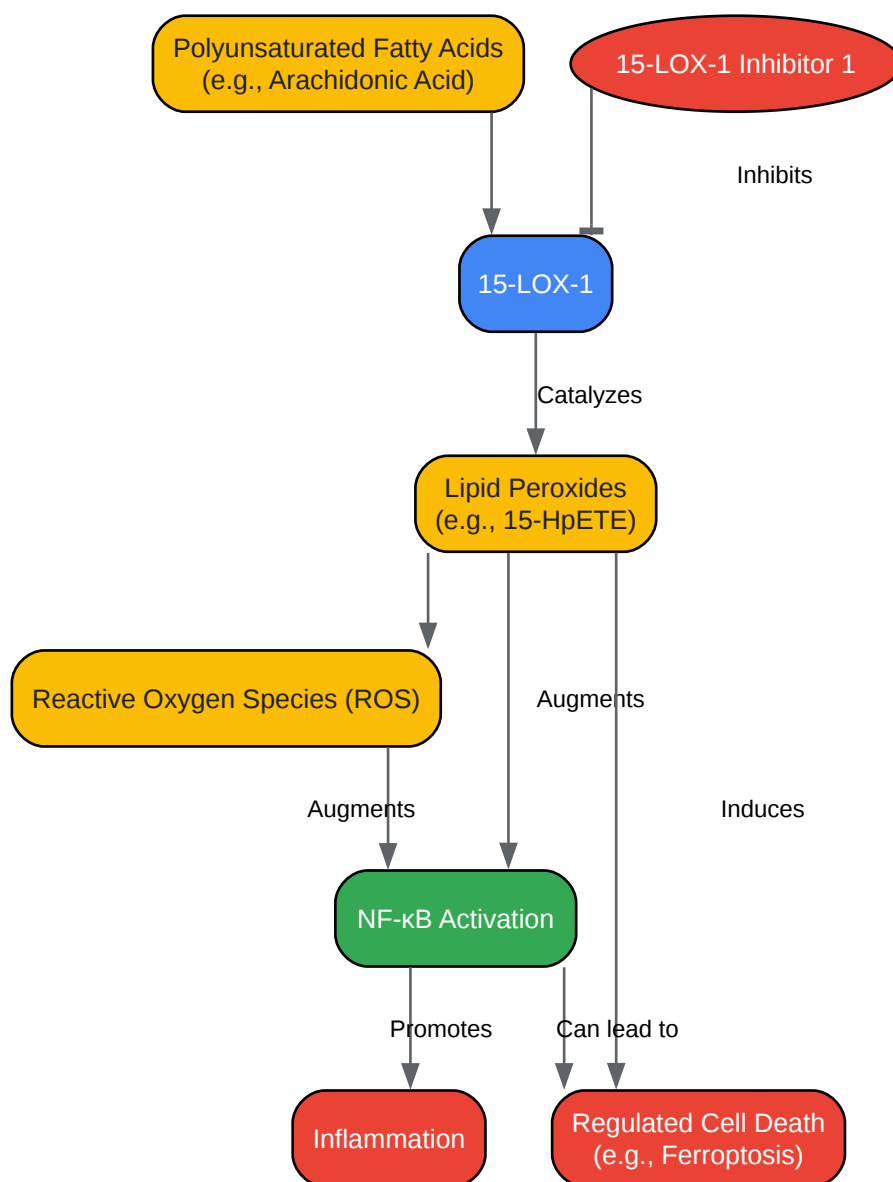 Polyunsaturated Fatty Acids
(e.g., Arachidonic Acid)
15-LOX-1 Inhibitor 1
Inhibits
15-LOX-1
Catalyzes
Lipid Peroxides
(e.g., 15-HpETE)
Reactive Oxygen Species (ROS)
Augments
Augments
Induces
NF-κB Activation
Promotes
Can lead to
Inflammation
Regulated Cell Death
(e.g., Ferroptosis)